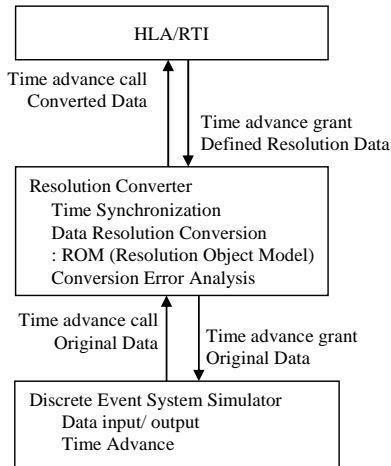 HLA/RTI
Time advance call
Converted Data
Time advance grant
Defined Resolution Data
Resolution Converter
Time Synchronization
Data Resolution Conversion
: ROM (Resolution Object Model)
Conversion Error Analysis
Time advance call
Original Data
Time advance grant
Original Data
Discrete Event System Simulator
Data input/ output
Time Advance